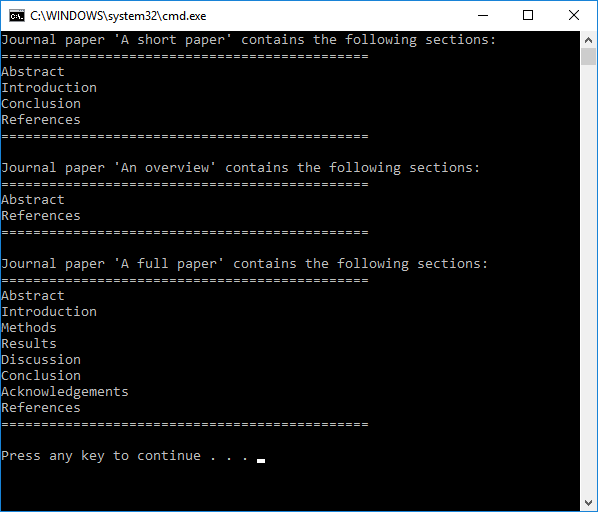 C:\WINDOWS\system32\cmd.exe
Journal paper 'A short paper' contains the following sections:
==============================================
Abstract
Introduction
Conclusion
References
==============================================
Journal paper 'An overview' contains the following sections:
==============================================
Abstract
References
==============================================
Journal paper 'A full paper' contains the following sections:
==============================================
Abstract
Introduction
Methods
Results
Discussion
Conclusion
Acknowledgements
References
==============================================
Press any key to continue . . .